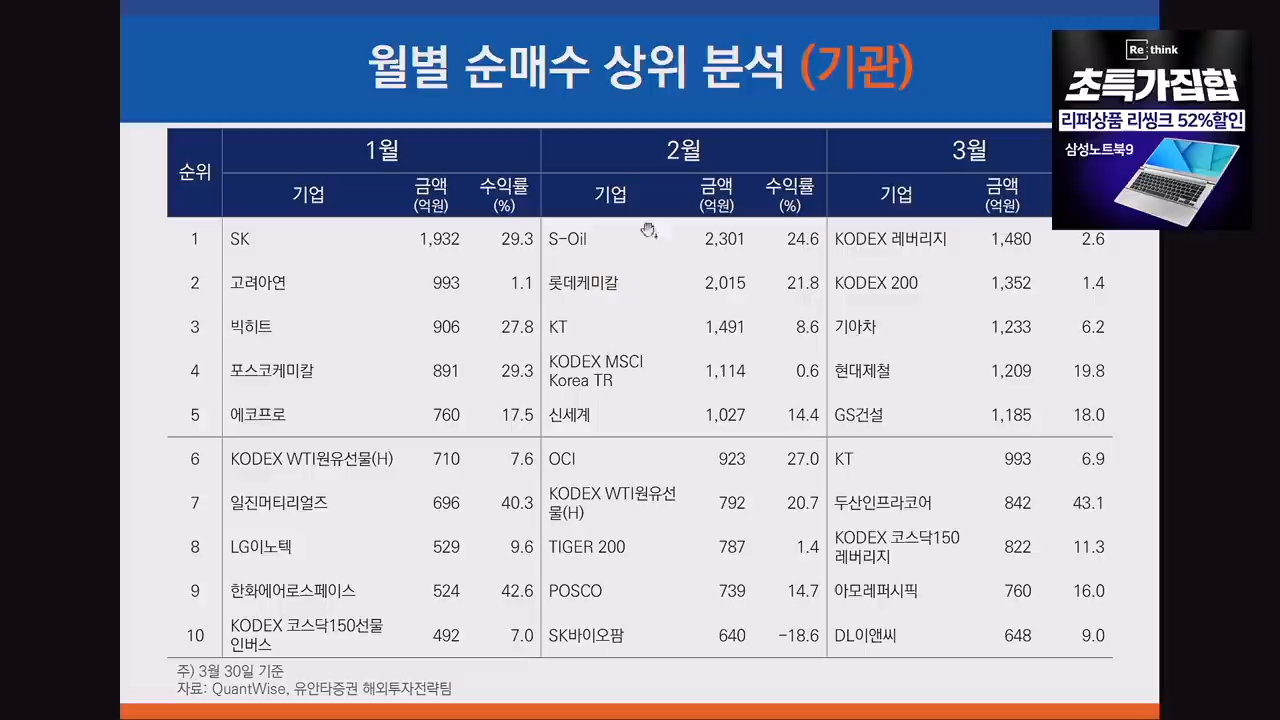 월별 순매수 상위 분석 (기관)
Re:think
초특가집합
리퍼상품 리씽크 52%할인
삼성노트북9
순위 1월 2월 3월
기업 금액 (억원) 수익률 (%) 기업 금액 (억원) 수익률 (%) 기업 금액 (억원)
1 SK 1,932 29.3 S-Oil 2,301 24.6 KODEX 레버리지 1,480 2.6
2 고려아연 993 1.1 롯데케미칼 2,015 21.8 KODEX 200 1,352 1.4
3 빅히트 906 27.8 KT 1,491 8.6 기아차 1,233 6.2
4 포스코케미칼 891 29.3 KODEX MSCI Korea TR 1,114 0.6 현대제철 1,209 19.8
5 에코프로 760 17.5 신세계 1,027 14.4 GS건설 1,185 18.0
6 KODEX WTI원유선물(H) 710 7.6 OCI 923 27.0 KT 993 6.9
7 일진머티리얼즈 696 40.3 KODEX WTI원유선물(H) 792 20.7 두산인프라코어 842 43.1
8 LG이노텍 529 9.6 TIGER 200 787 1.4 KODEX 코스닥150 레버리지 822 11.3
9 한화에어로스페이스 524 42.6 POSCO 739 14.7 아모레퍼시픽 760 16.0
10 KODEX 코스닥150선물 인버스 492 7.0 SK바이오팜 640 -18.6 DL이앤씨 648 9.0
주) 3월 30일 기준
자료: QuantWise, 유안타증권 해외투자전략팀